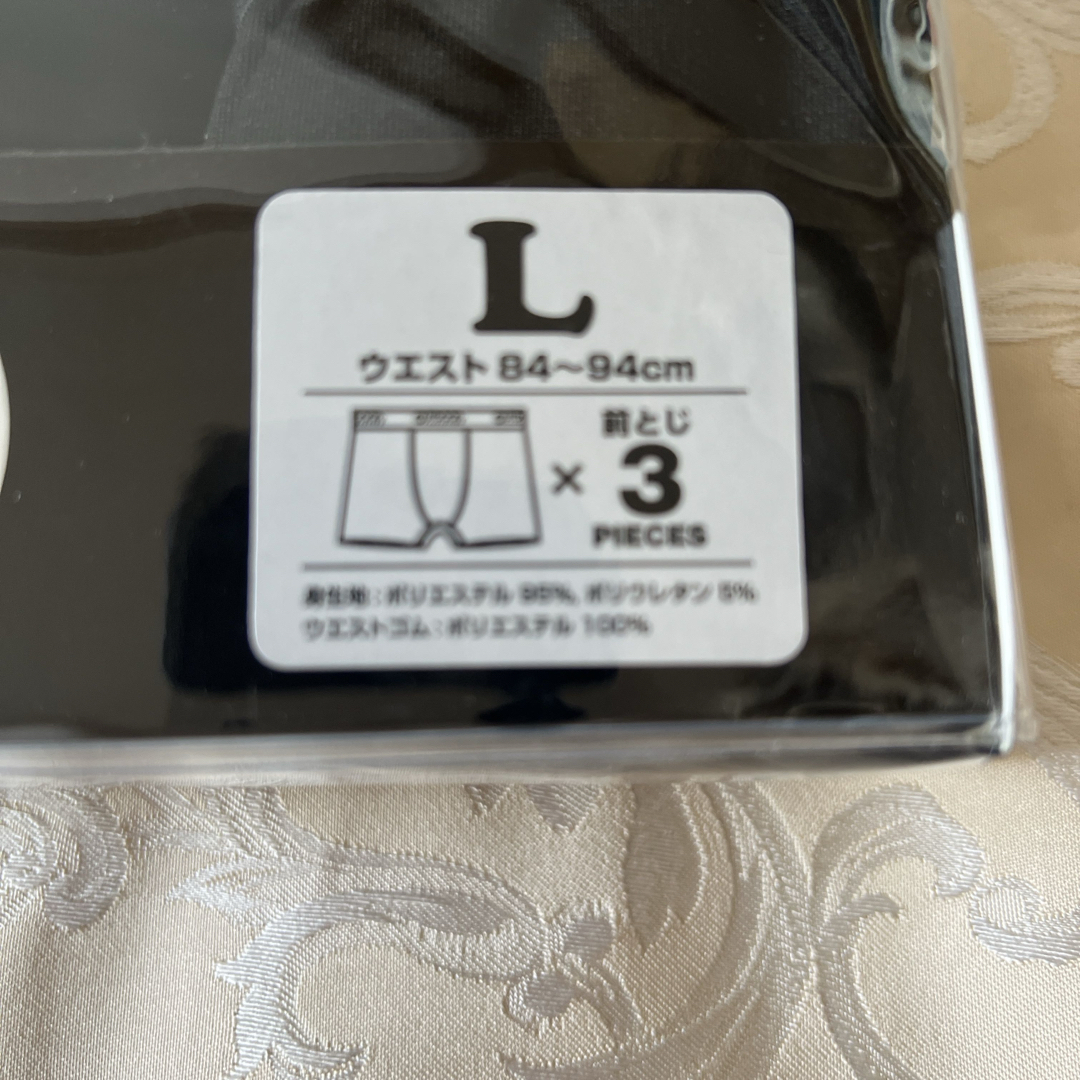 L
ウエスト 84〜94cm
前とじ
× 3
PIECES
身生地：ポリエステル 95%, ポリウレタン 5%
ウエストゴム：ポリエステル 100%